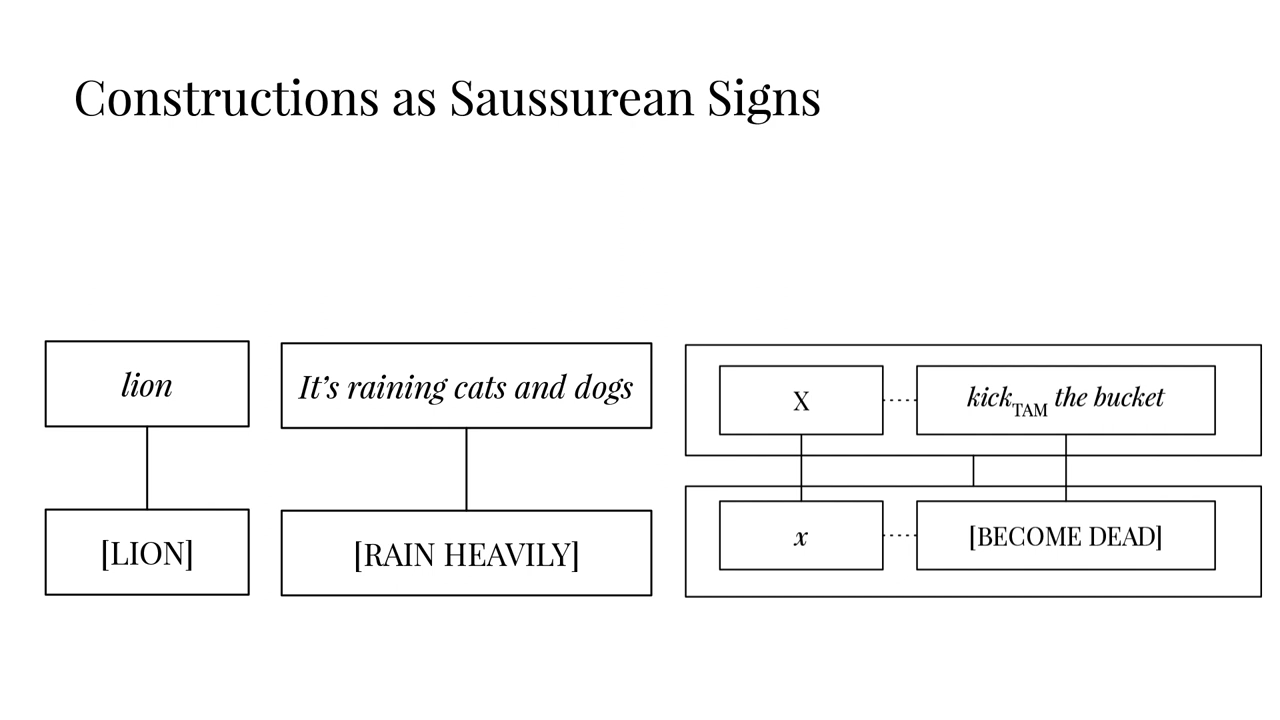 Constructions as Saussurean Signs
lion
[LION]
It’s raining cats and dogs
[RAIN HEAVILY]
X
kickTAM the bucket
x
[BECOME DEAD]